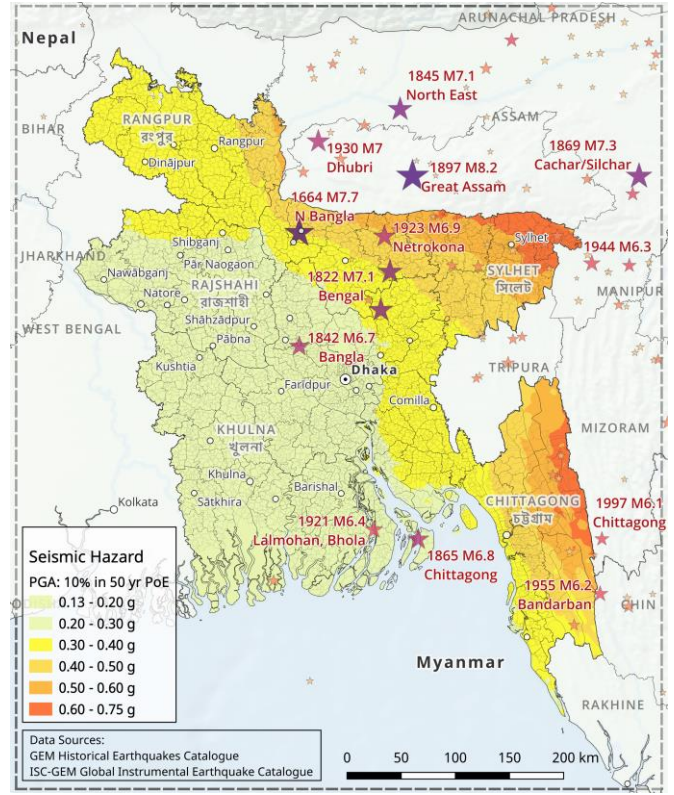 ARUNACHAL PRADESH
Nepal
1845 M7.1
North East
RANGPUR
রংপুর
Rangpur
BIHAR
ASSAM
1930 M7
Dhubri
1869 M7.3
Cachar/Silchar
Dinājpur
1897 M8.2
Great Assam
1664 M7.7
N Bangla
1923 M6.9
Netrokona
Shibganj
Sylhet
1944 M6.3
JHARKHAND
Pār Naogaon
SYLHET
সিলেট
Nawābganj
RAJSHAHI
রাজশাহী
1822 M7.1
Bengal
MANIPUR
Natore
WEST BENGAL
Shāhzādpur
Pābna
1842 M6.7
Bangla
Kushtia
Dhaka
TRIPURA
Faridpur
Comilla
KHULNA
খুলনা
MIZORAM
Khulna
Barishal
Kolkata
Sātkhira
CHITTAGONG
চট্টগ্রাম
1997 M6.1
Chittagong
1921 M6.4
Lalmohan, Bhola
1865 M6.8
Chittagong
1955 M6.2
Bandarban
CHIN
Myanmar
RAKHINE
Seismic Hazard
PGA: 10% in 50 yr PoE
0.13 - 0.20 g
0.20 - 0.30 g
0.30 - 0.40 g
0.40 - 0.50 g
0.50 - 0.60 g
0.60 - 0.75 g
Data Sources:
GEM Historical Earthquakes Catalogue
ISC-GEM Global Instrumental Earthquake Catalogue
0 50 100 150 200 km